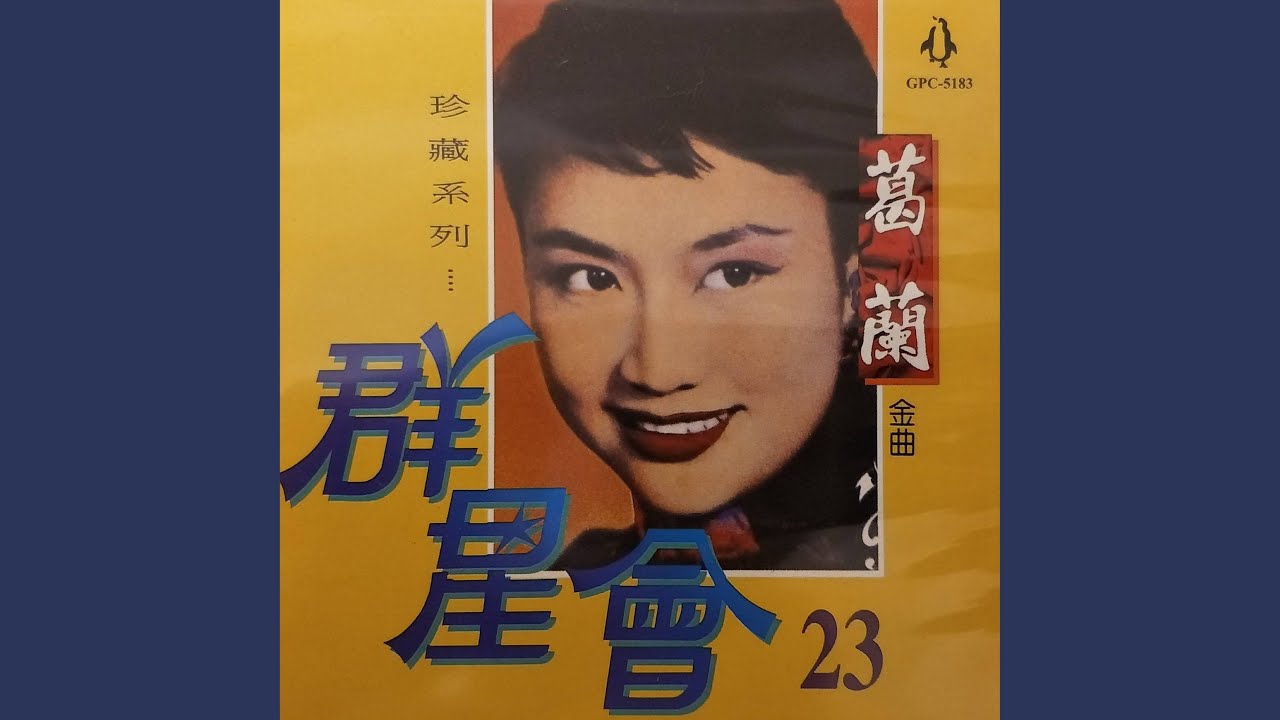 GPC-5183
珍藏系列.....
葛蘭
金曲
群星會
23